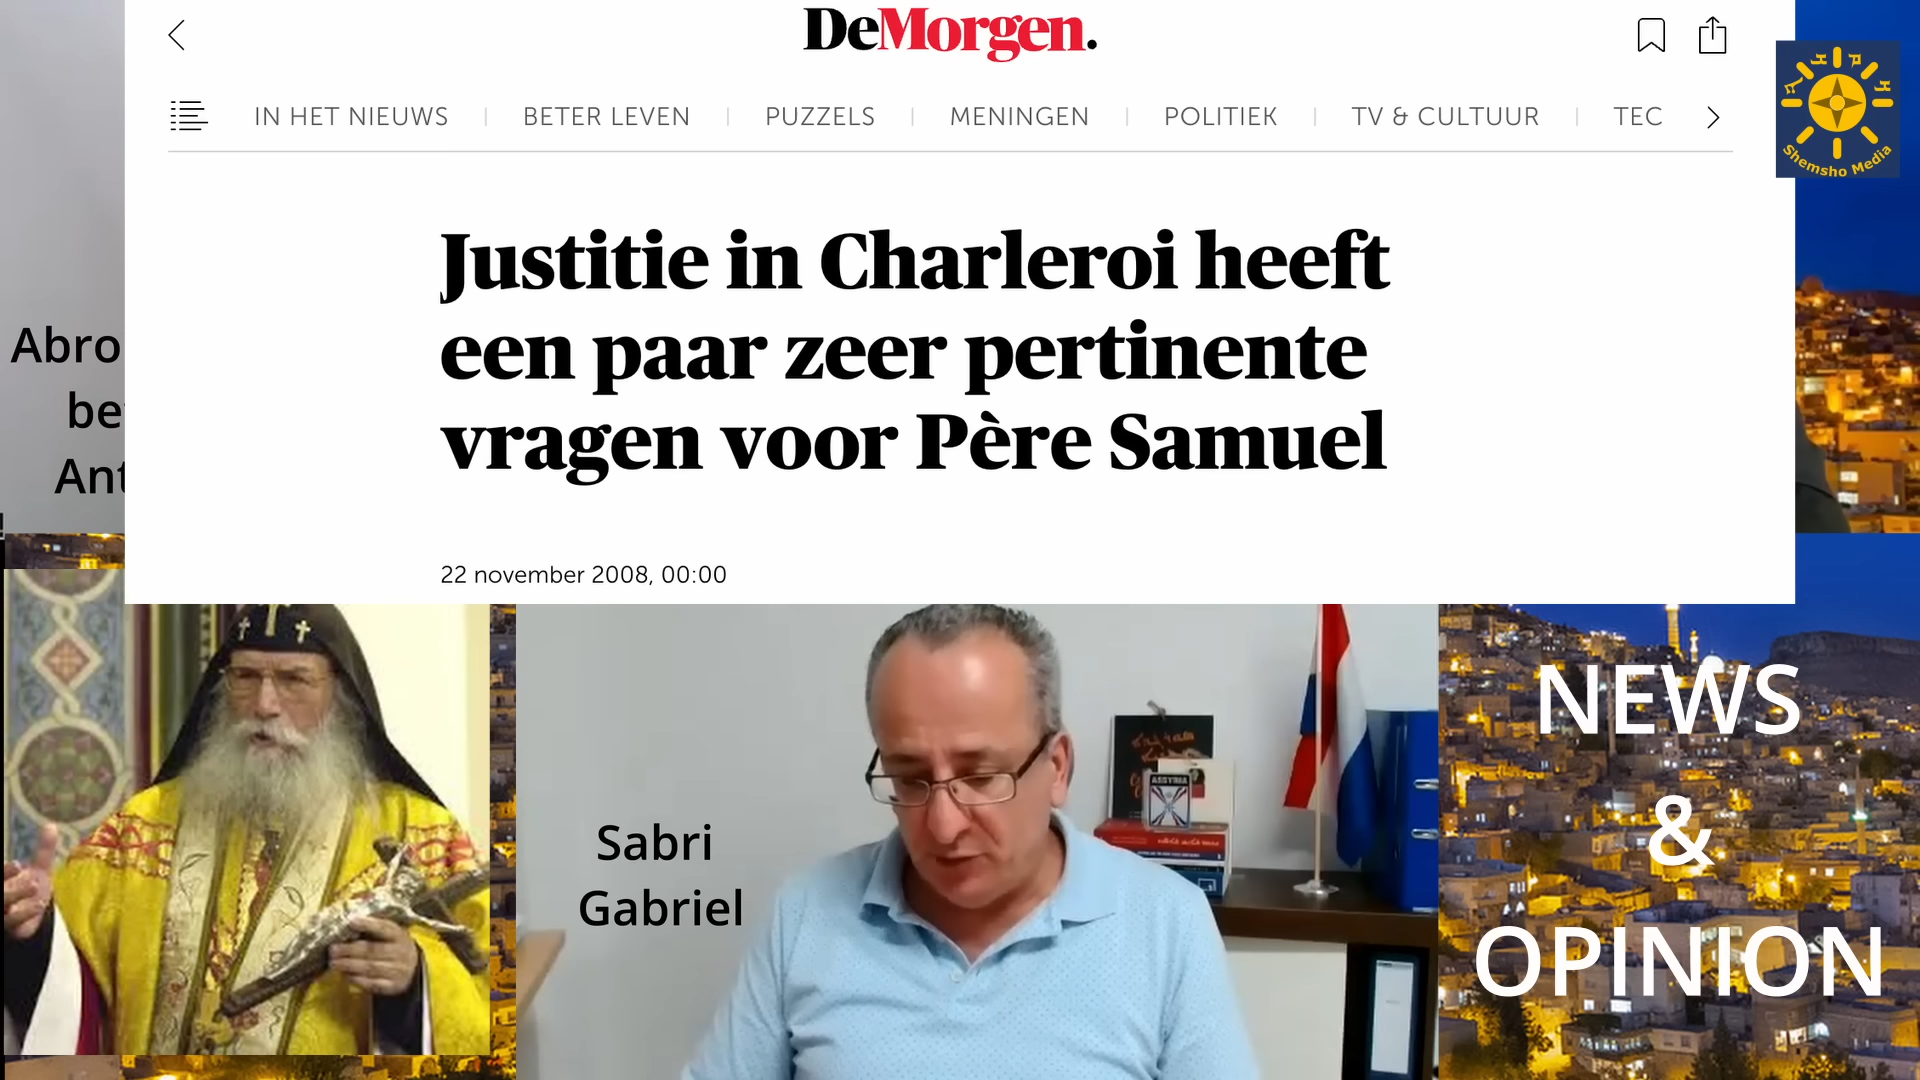 DeMorgen.
IN HET NIEUWS
BETER LEVEN
PUZZELS
MENINGEN
POLITIEK
TV & CULTUUR
TEC
Shemsho Media
Justitie in Charleroi heeft
een paar zeer pertinente
vragen voor Père Samuel
22 november 2008, 00:00
Abro
be
Ant
Sabri
Gabriel
ASSYRIA
NEWS
&
OPINION